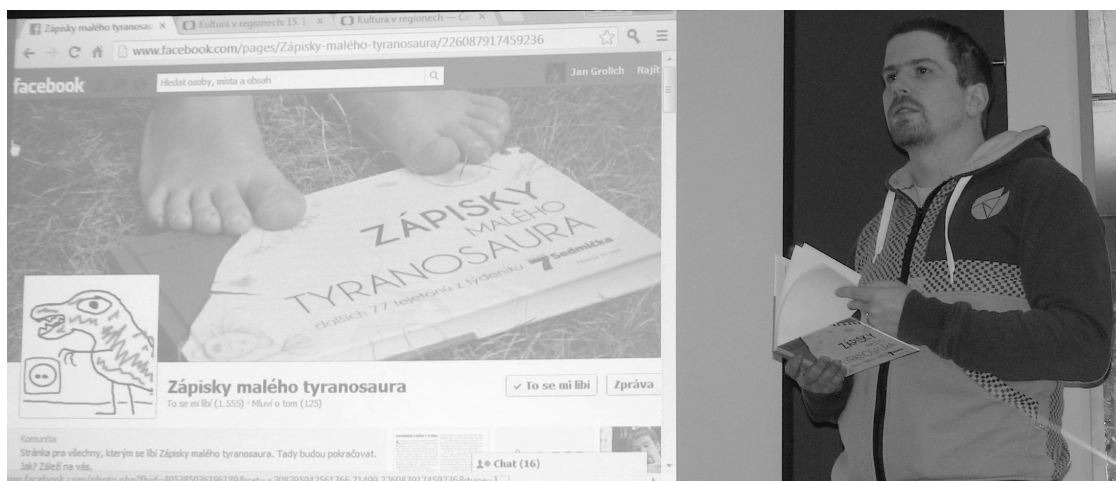 Zápisky malého tyranosau
Kultura v regionech: 15. 1
Kultura v regionech — Če
www.facebook.com/pages/Zápisky-malého-tyranosaura/226087917459236
facebook
Hledat osoby, místa a obsah
Jan Grolich Najít
ZÁPISKY
MALÉHO
TYRANOSAURA
dalších 77 fejetonů z týdeníku 7 Sedmička
Zápisky malého tyranosaura
To se mi líbí (1.555) · Mluví o tom (125)
✓ To se mi líbí
Zpráva
Komunita
Stránka pro všechny, kterým se líbí Zápisky malého tyranosaura. Tady budou pokračovat.
Jak? Záleží na vás.
Chat (16)
ZÁPISKY
TYRANOSAURA